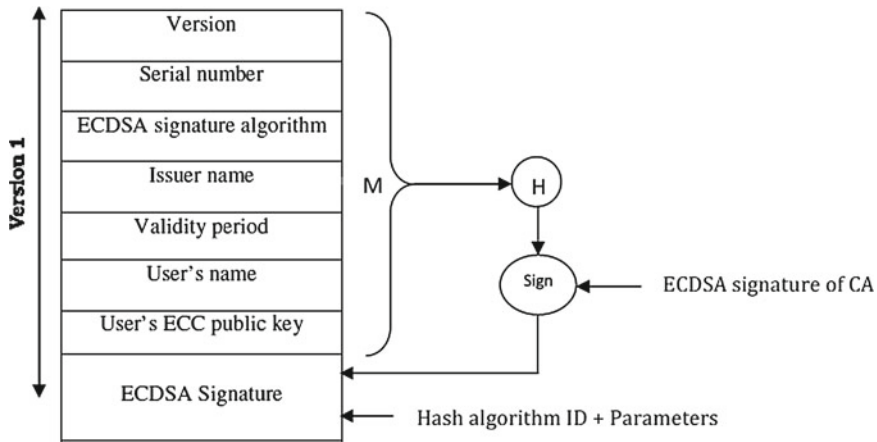 Version 1
Version
Serial number
ECDSA signature algorithm
Issuer name
Validity period
User's name
User's ECC public key
ECDSA Signature
M
H
Sign
ECDSA signature of CA
Hash algorithm ID + Parameters